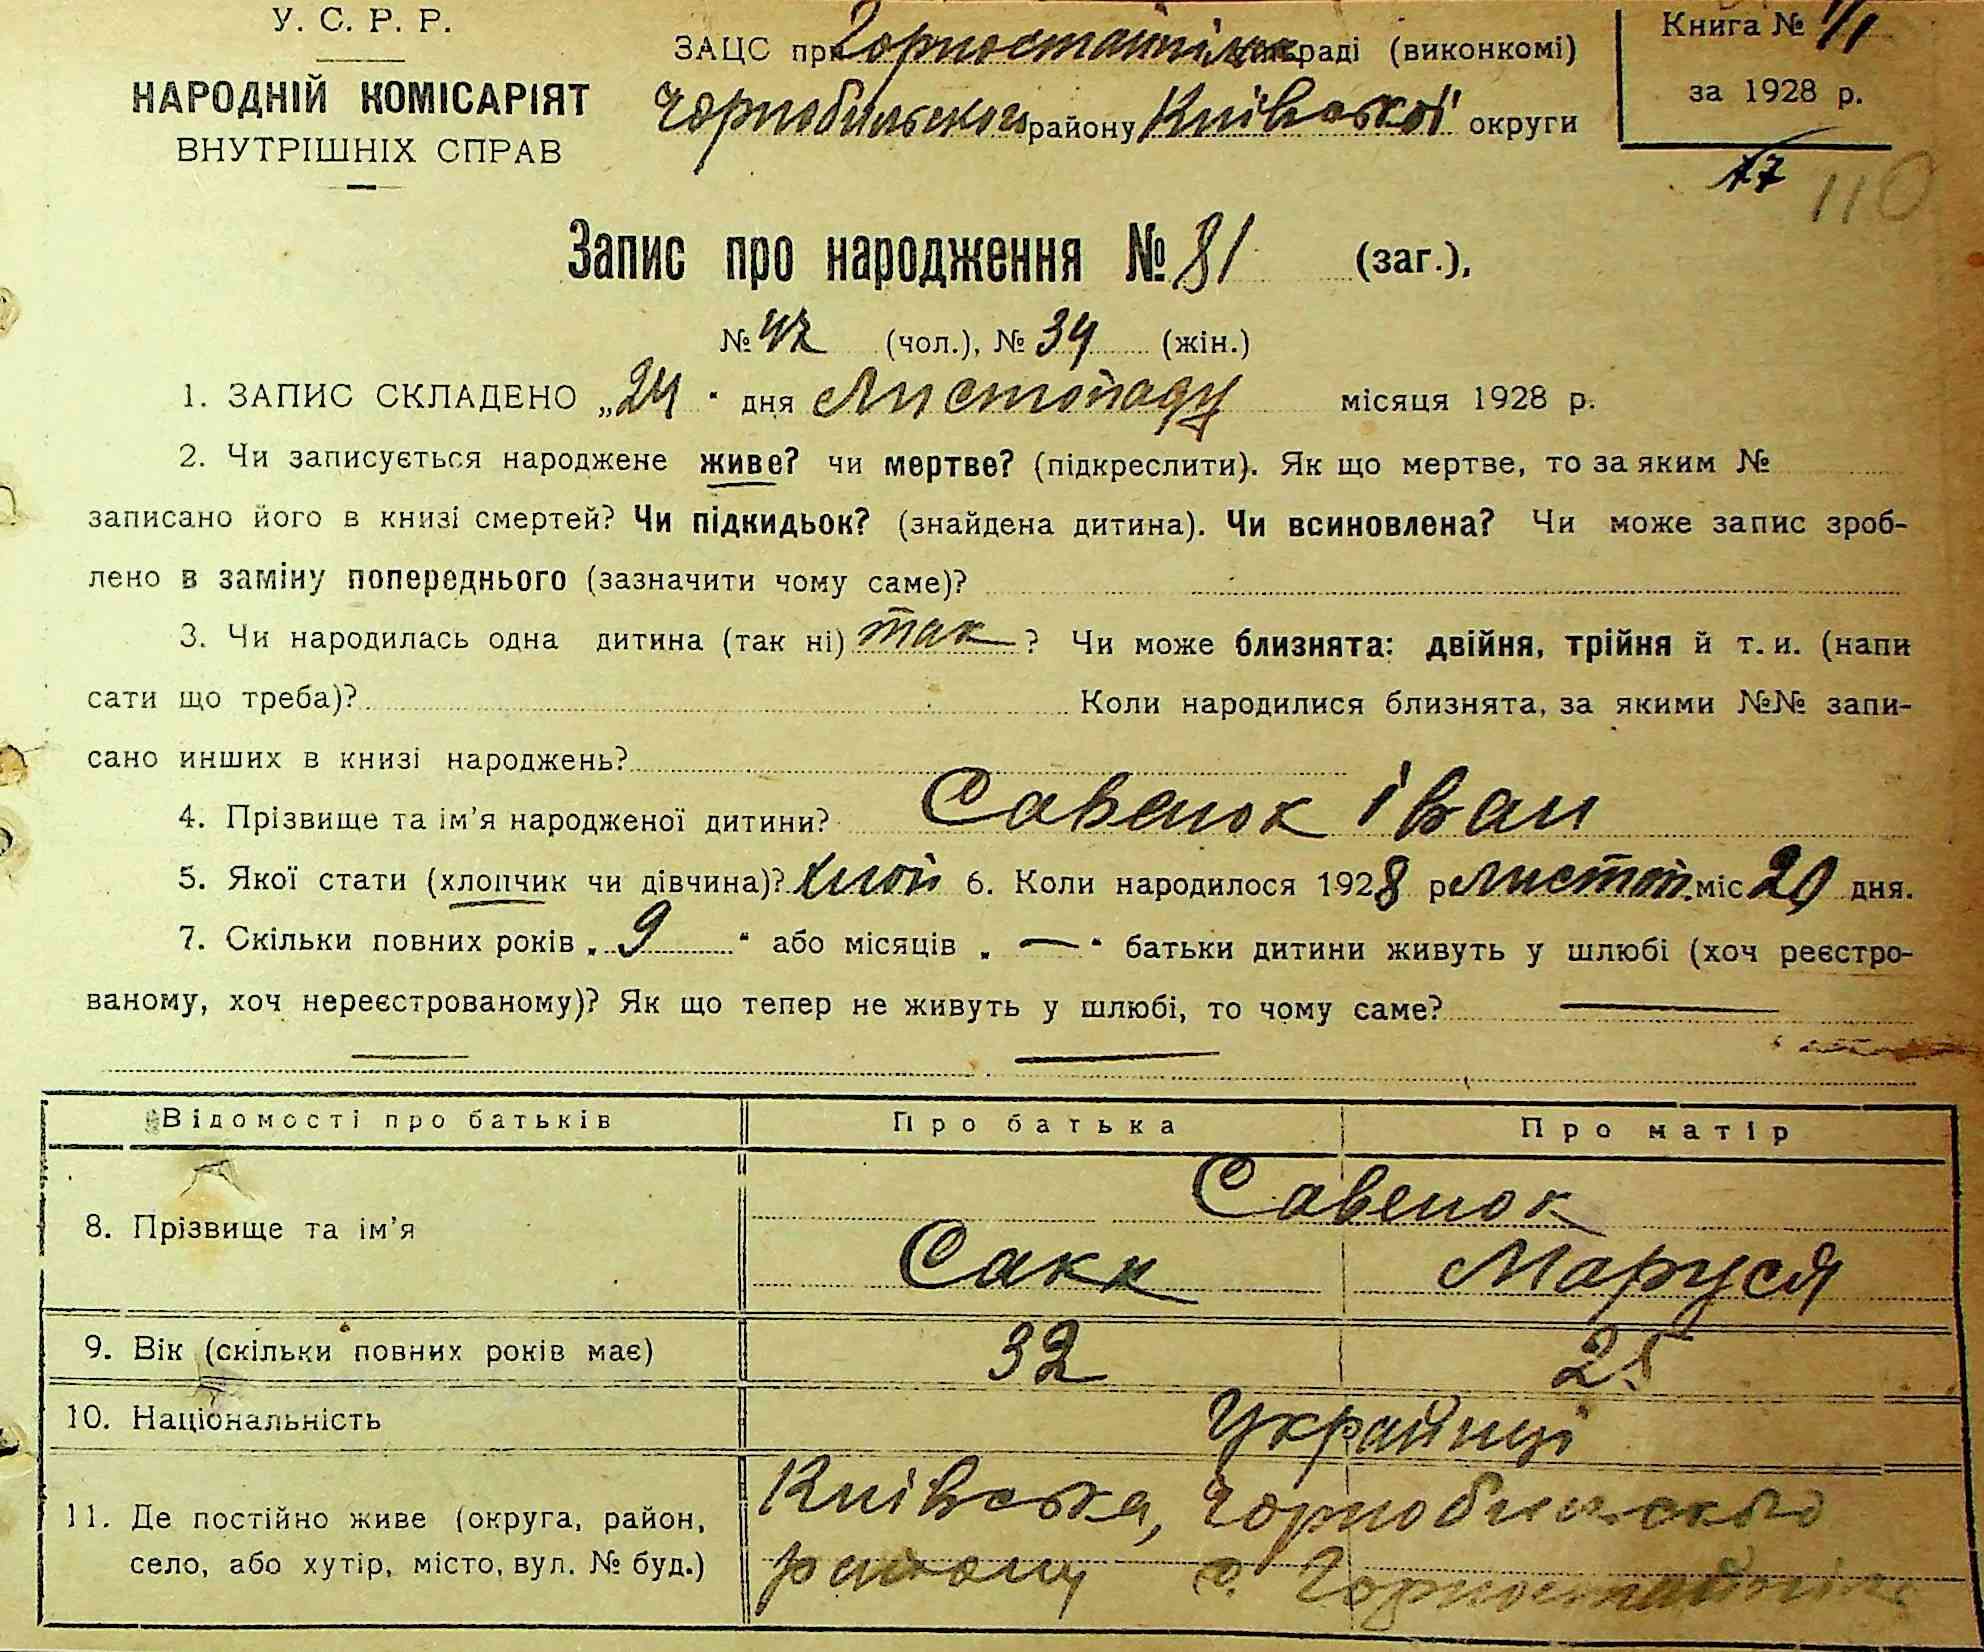 У. С. Р. Р.
НАРОДНІЙ КОМІСАРІЯТ
ВНУТРІШНІХ СПРАВ
ЗАЦС при Горностайпільск раді (виконкомі)
Чорнобильского району Київської округи
Книга №
за 1928 р.
17 110
Запис про народження № 81 (заг.),
№ 47 (чол.), № 34 (жін.)
1. ЗАПИС СКЛАДЕНО „24" дня Листопаду місяця 1928 р.
2. Чи записується народжене живе? чи мертве? (підкреслити). Як що мертве, то за яким №
записано його в книзі смертей? Чи підкидьок? (знайдена дитина). Чи всиновлена? Чи може запис зроб-
лено в заміну попереднього (зазначити чому саме)?
3. Чи народилась одна дитина (так ні) так ? Чи може близнята: двійня, трійня й т. и. (напи
сати що треба)? Коли народилися близнята, за якими №№ запи-
сано инших в книзі народжень?
4. Прізвище та ім'я народженої дитини? Савенок Іван
5. Якої стати (хлопчик чи дівчина)? хлоп 6. Коли народилося 1928 р Листоп. міс 20 дня.
7. Скільки повних років „ 9 " або місяців „ — " батьки дитини живуть у шлюбі (хоч реєстро-
ваному, хоч нереєстрованому)? Як що тепер не живуть у шлюбі, то чому саме? —
Відомості про батьків Про батька Про матір
8. Прізвище та ім'я Савенок
Сакк Маруся
9. Вік (скільки повних років має) 32 25
10. Національність Українці
11. Де постійно живе (округа, район,
село, або хутір, місто, вул. № буд.)
Київська, Чорнобильского
району с. Горностайпіль